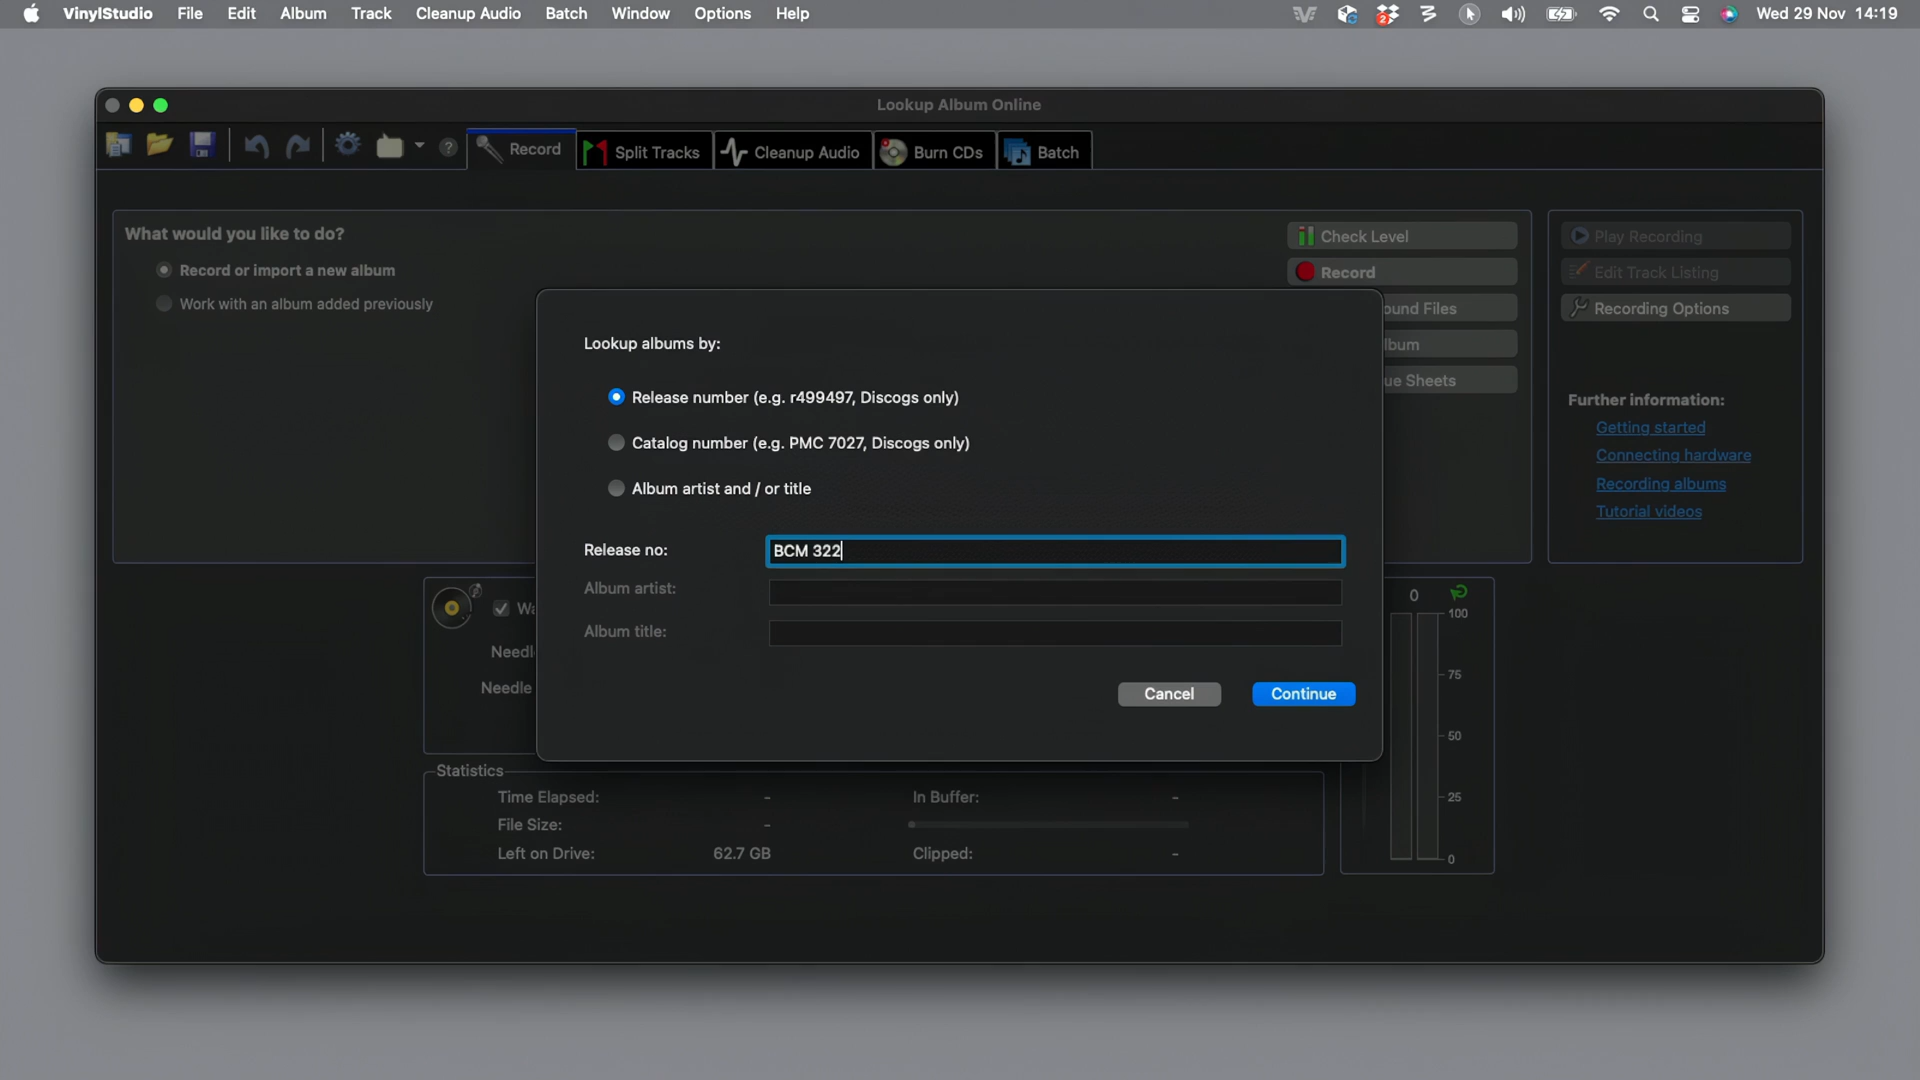 VinylStudio File Edit Album Track Cleanup Audio Batch Window Options Help 2 Wed 29 Nov 14:19
Lookup Album Online
? Record Split Tracks Cleanup Audio Burn CDs Batch
What would you like to do?
Record or import a new album
Work with an album added previously
Check Level
Record
ound Files
lbum
ue Sheets
Play Recording
Edit Track Listing
Recording Options
Further information:
Getting started
Connecting hardware
Recording albums
Tutorial videos
Lookup albums by:
Release number (e.g. r499497, Discogs only)
Catalog number (e.g. PMC 7027, Discogs only)
Album artist and / or title
Release no: BCM 322
Album artist:
Album title:
Cancel Continue
Wa
Needl
Needle
0
100
75
50
25
0
Statistics
Time Elapsed: - In Buffer: -
File Size: -
Left on Drive: 62.7 GB Clipped: -